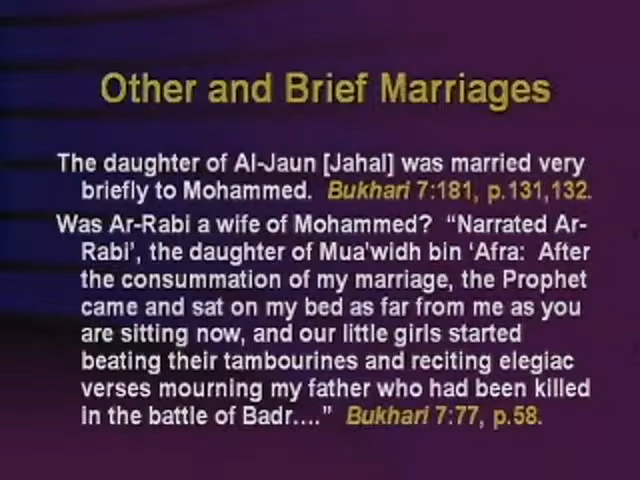 Other and Brief Marriages
The daughter of Al-Jaun [Jahal] was married very
briefly to Mohammed. Bukhari 7:181, p.131,132.
Was Ar-Rabi a wife of Mohammed? “Narrated Ar-
Rabi’, the daughter of Mua’widh bin ‘Afra: After
the consummation of my marriage, the Prophet
came and sat on my bed as far from me as you
are sitting now, and our little girls started
beating their tambourines and reciting elegiac
verses mourning my father who had been killed
in the battle of Badr....” Bukhari 7:77, p.58.